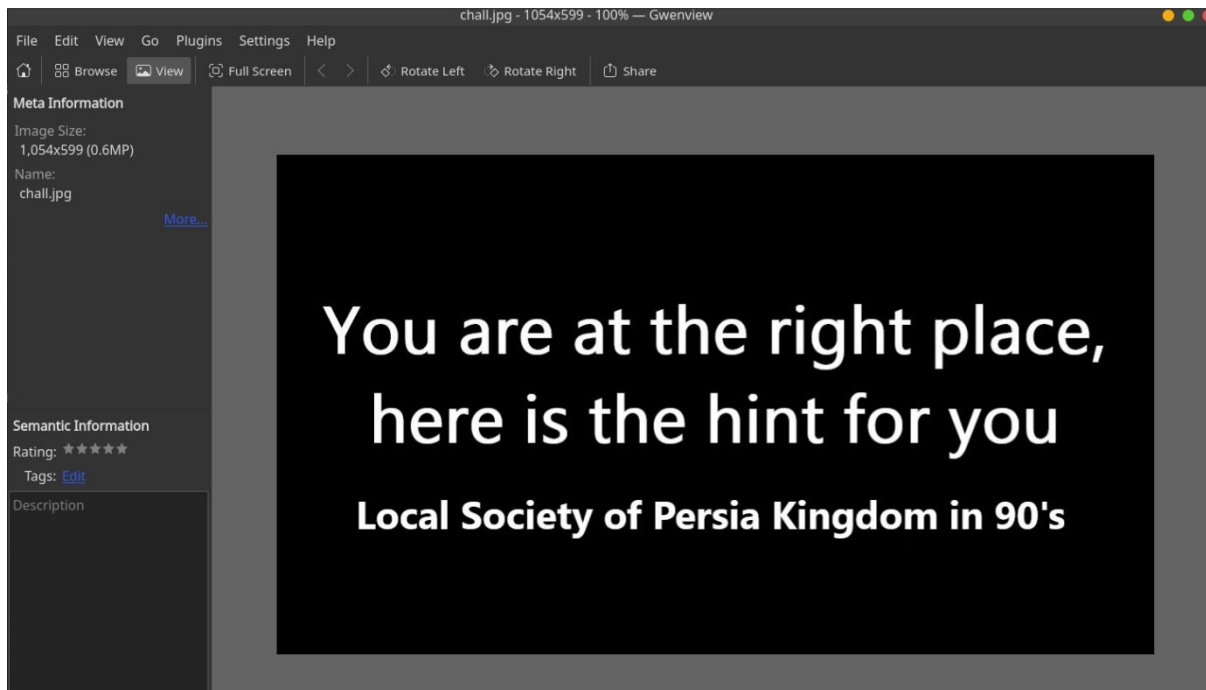 chall.jpg - 1054x599 - 100% — Gwenview
File Edit View Go Plugins Settings Help
Browse View Full Screen Rotate Left Rotate Right Share
Meta Information
Image Size:
1,054x599 (0.6MP)
Name:
chall.jpg
More...
Semantic Information
Rating:
Tags: Edit
Description
You are at the right place,
here is the hint for you
Local Society of Persia Kingdom in 90's